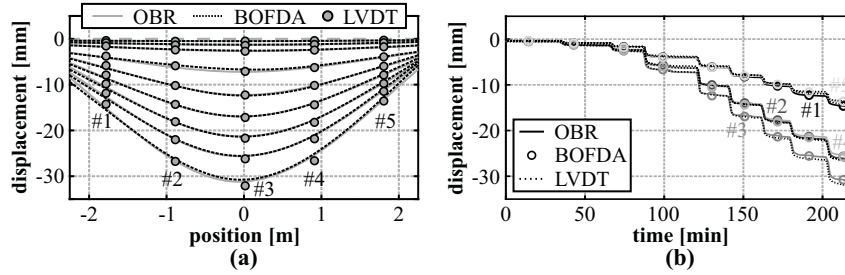 OBR BOFDA LVDT
0
-10
-20
-30
displacement [mm]
#1
#2
#3
#4
#5
-2 -1 0 1 2
position [m]
(a)
0
-10
-20
-30
displacement [mm]
#5
#2
#1
#3
#4
OBR
BOFDA
LVDT
0 50 100 150 200
time [min]
(b)